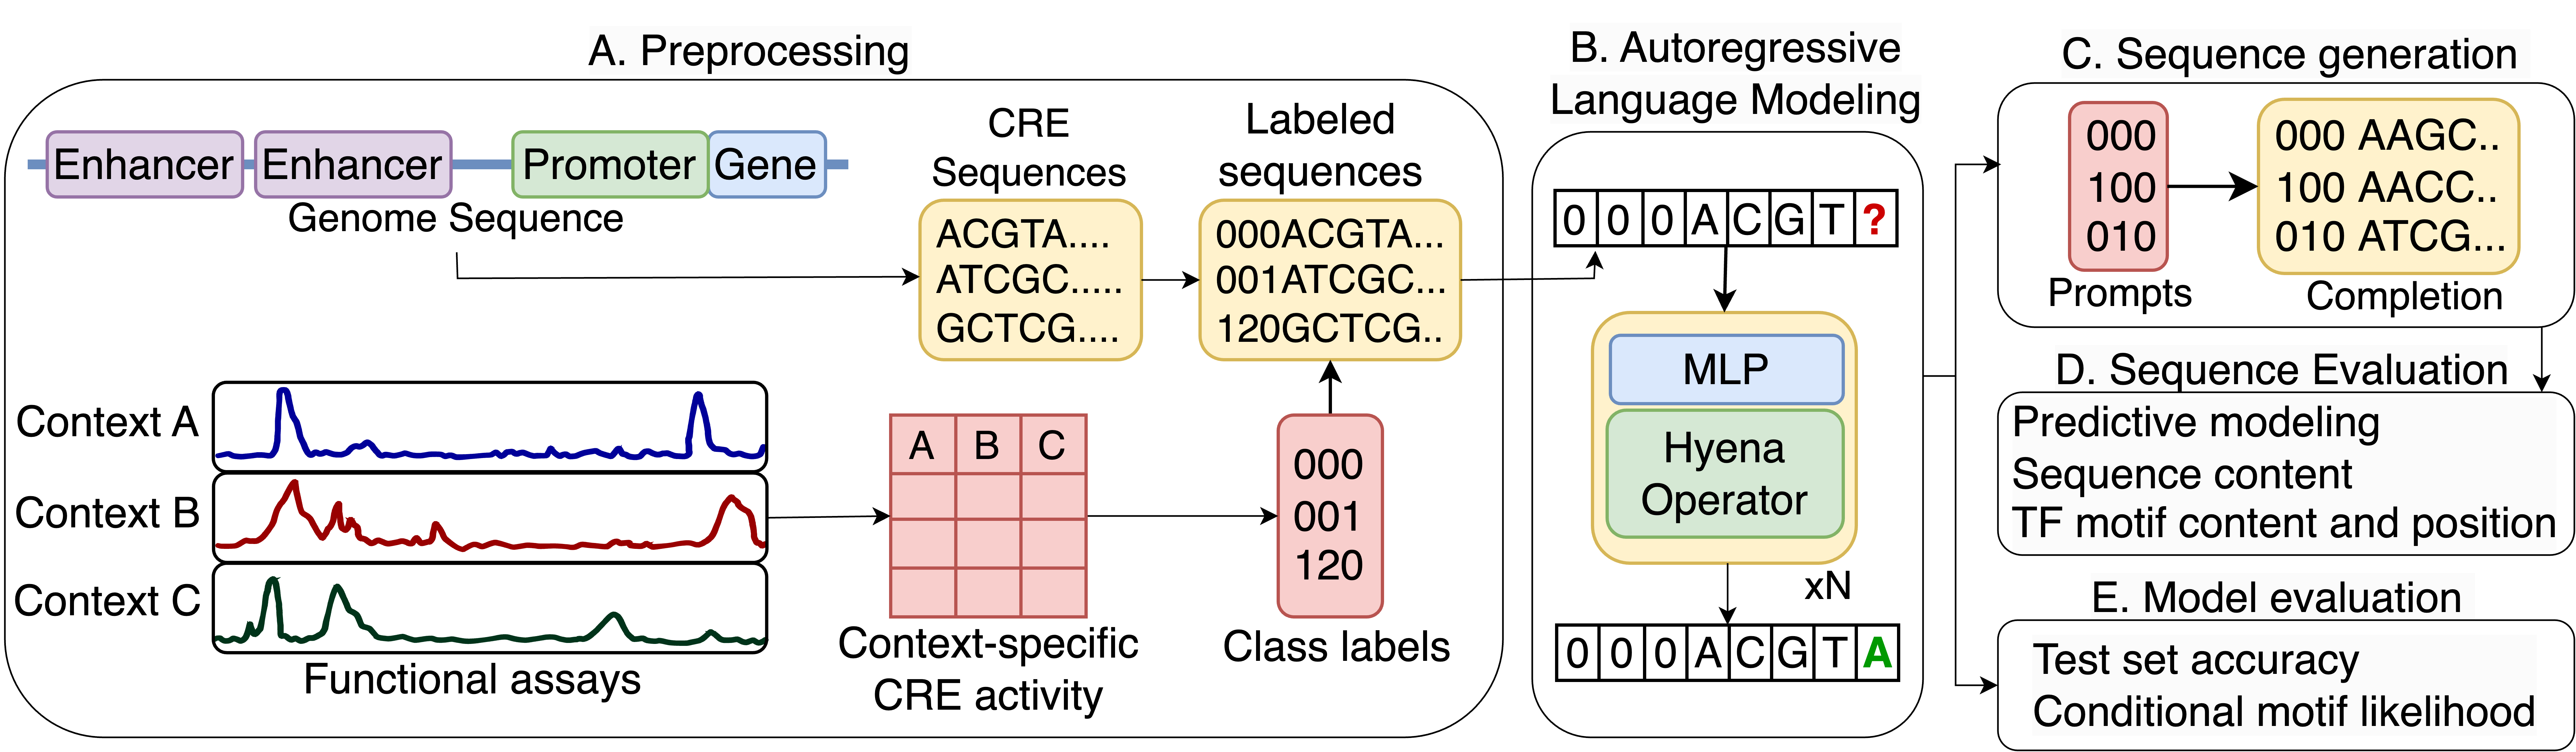 A. Preprocessing
Enhancer Enhancer Promoter Gene
Genome Sequence
CRE
Sequences
ACGTA....
ATCGC.....
GCTCG....
Labeled
sequences
000ACGTA...
001ATCGC...
120GCTCG..
Context A
Context B
Context C
Functional assays
A B C
Context-specific
CRE activity
000
001
120
Class labels
B. Autoregressive
Language Modeling
0 0 0 A C G T ?
MLP
Hyena
Operator
xN
0 0 0 A C G T A
C. Sequence generation
000
100
010
Prompts
000 AAGC..
100 AACC..
010 ATCG...
Completion
D. Sequence Evaluation
Predictive modeling
Sequence content
TF motif content and position
E. Model evaluation
Test set accuracy
Conditional motif likelihood